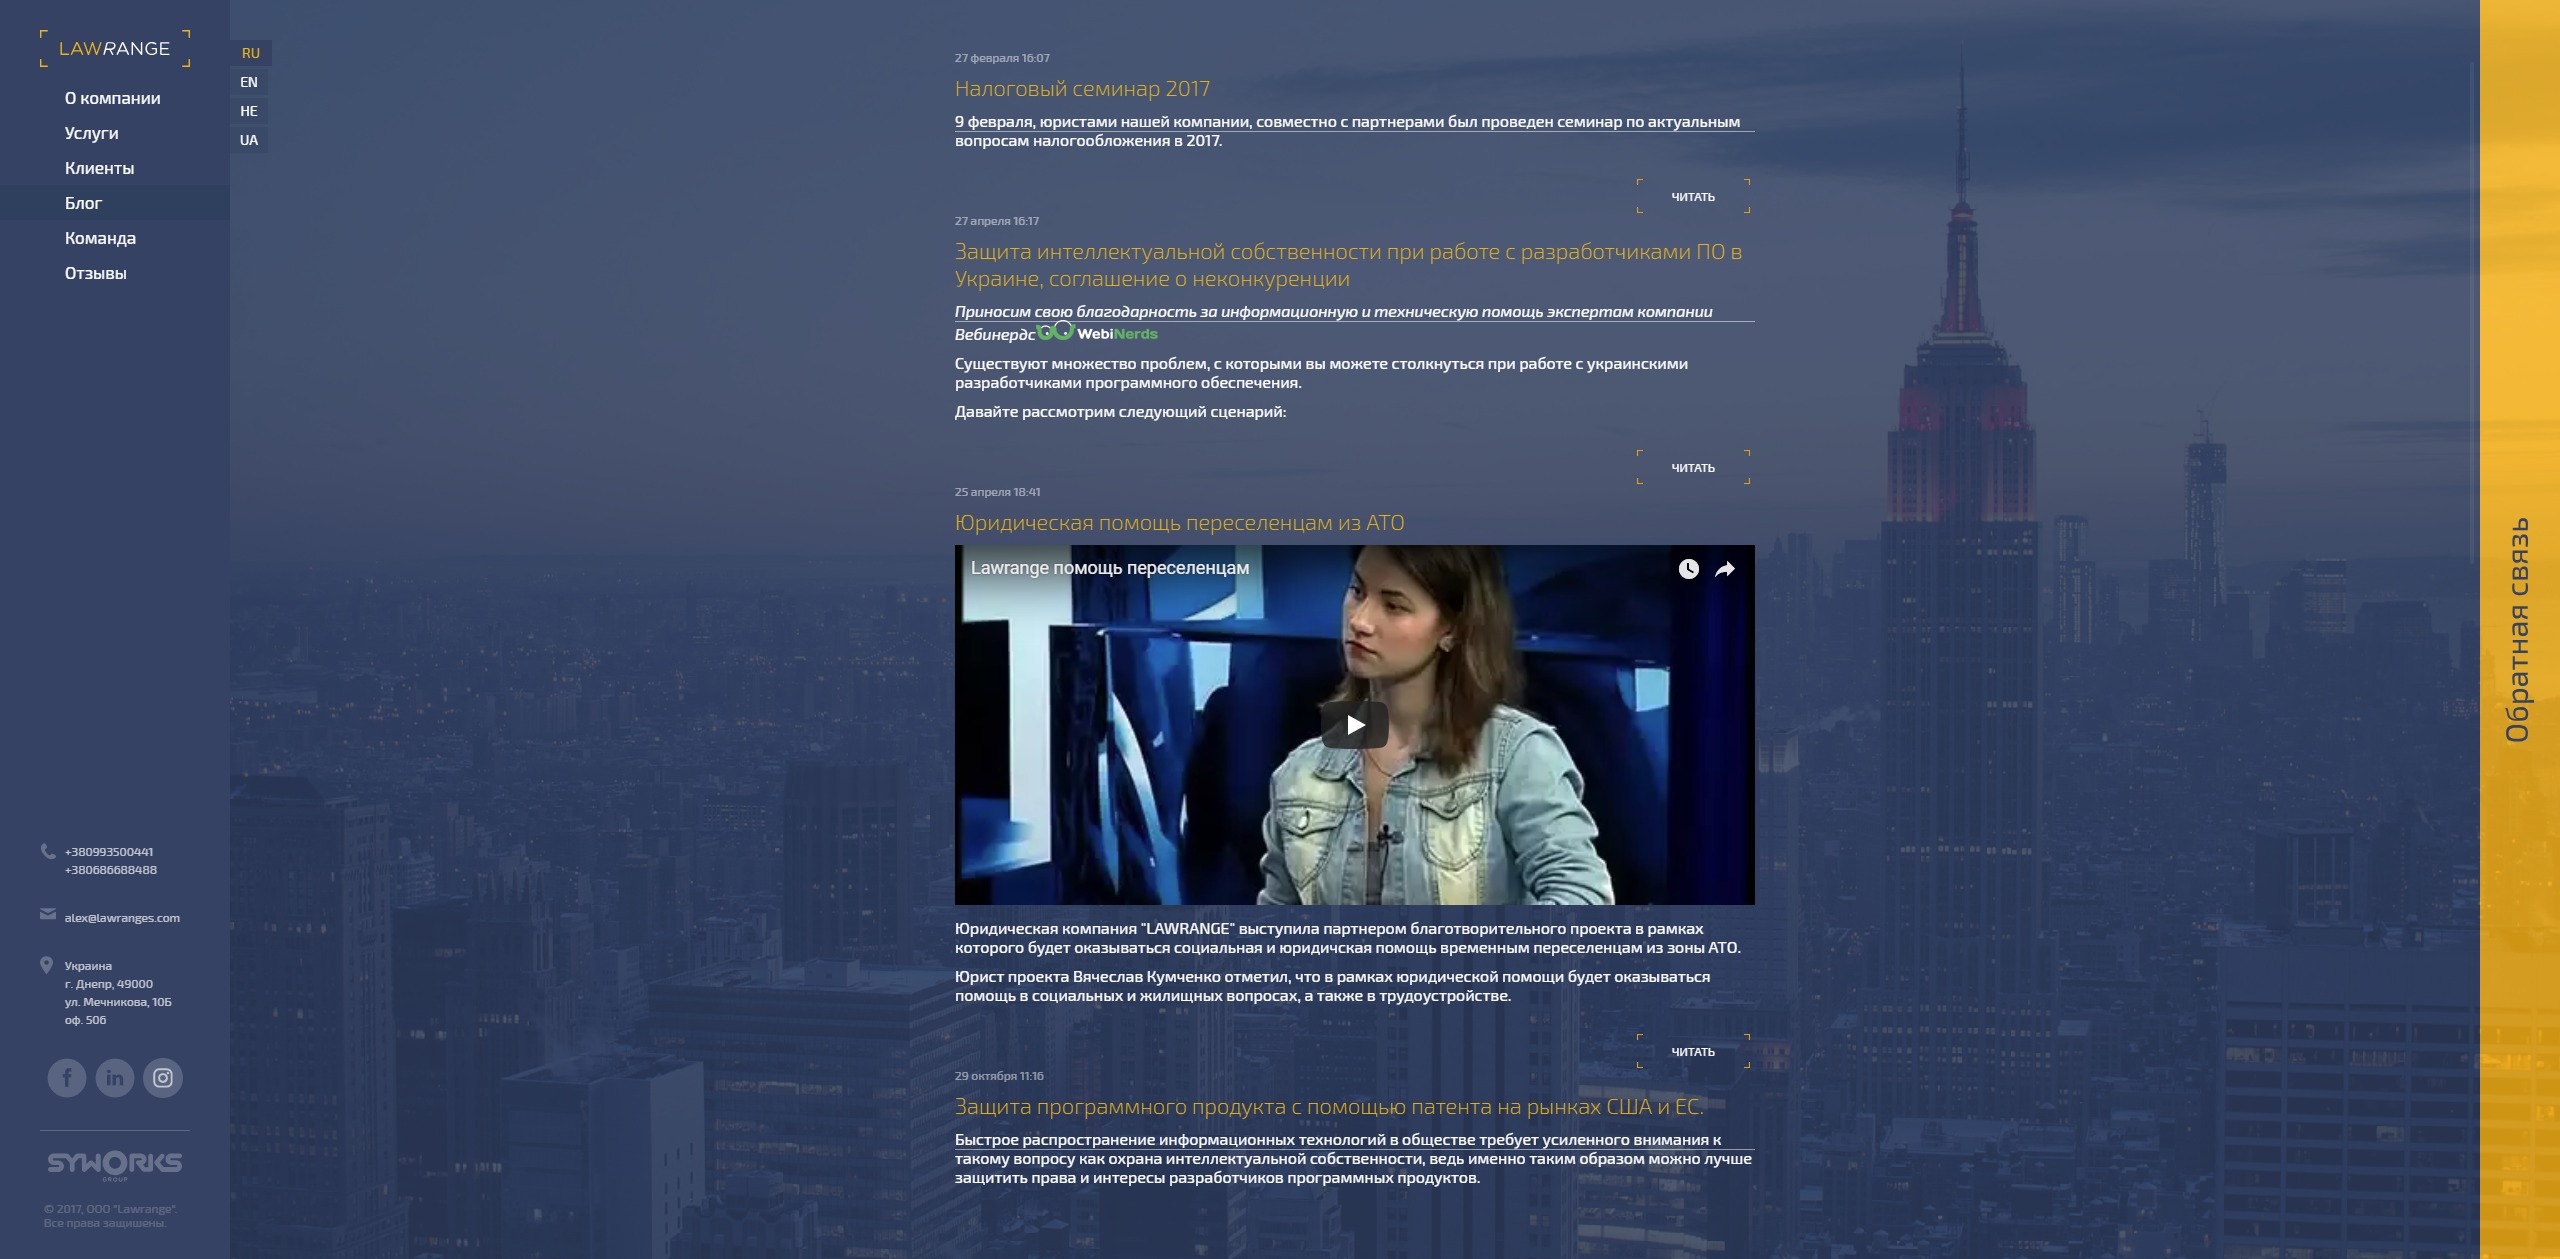 LAWRANGE
О компании
Услуги
Клиенты
Блог
Команда
Отзывы
RU
EN
HE
UA
27 февраля 16:07
Налоговый семинар 2017
9 февраля, юристами нашей компании, совместно с партнерами был проведен семинар по актуальным
вопросам налогообложения в 2017.
ЧИТАТЬ
27 апреля 16:17
Защита интеллектуальной собственности при работе с разработчиками ПО в
Украине, соглашение о неконкуренции
Приносим свою благодарность за информационную и техническую помощь экспертам компании
Вебинердс WebiNerds
Существуют множество проблем, с которыми вы можете столкнуться при работе с украинскими
разработчиками программного обеспечения.
Давайте рассмотрим следующий сценарий:
ЧИТАТЬ
25 апреля 18:41
Юридическая помощь переселенцам из АТО
Lawrange помощь переселенцам
Юридическая компания "LAWRANGE" выступила партнером благотворительного проекта в рамках
которого будет оказываться социальная и юридичская помощь временным переселенцам из зоны АТО.
Юрист проекта Вячеслав Кумченко отметил, что в рамках юридической помощи будет оказываться
помощь в социальных и жилищных вопросах, а также в трудоустройстве.
ЧИТАТЬ
29 октября 11:16
Защита программного продукта с помощью патента на рынках США и ЕС.
Быстрое распространение информационных технологий в обществе требует усиленного внимания к
такому вопросу как охрана интеллектуальной собственности, ведь именно таким образом можно лучше
защитить права и интересы разработчиков программных продуктов.
+380993500441
+380686688488
alex@lawranges.com
Украина
г. Днепр, 49000
ул. Мечникова, 10Б
оф. 506
SYWORKS
GROUP
© 2017, ООО "Lawrange".
Все права защишены.
Обратная связь